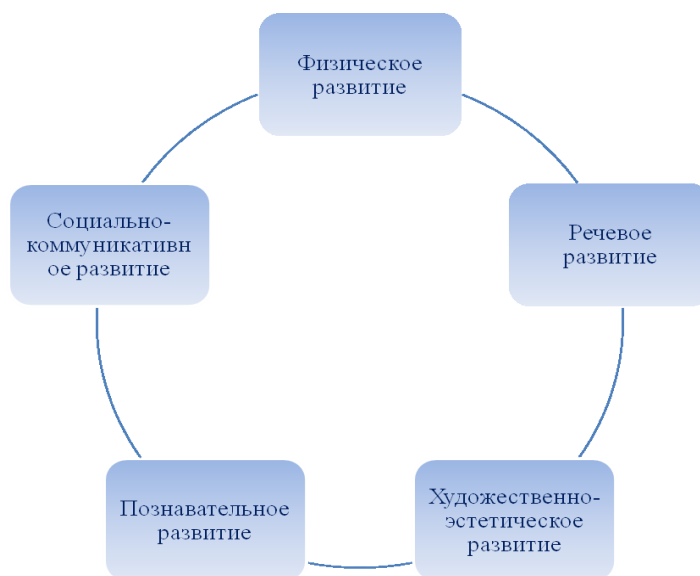 Физическое
развитие
Речевое
развитие
Художественно-
эстетическое
развитие
Познавательное
развитие
Социально-
коммуникативн
ое развитие